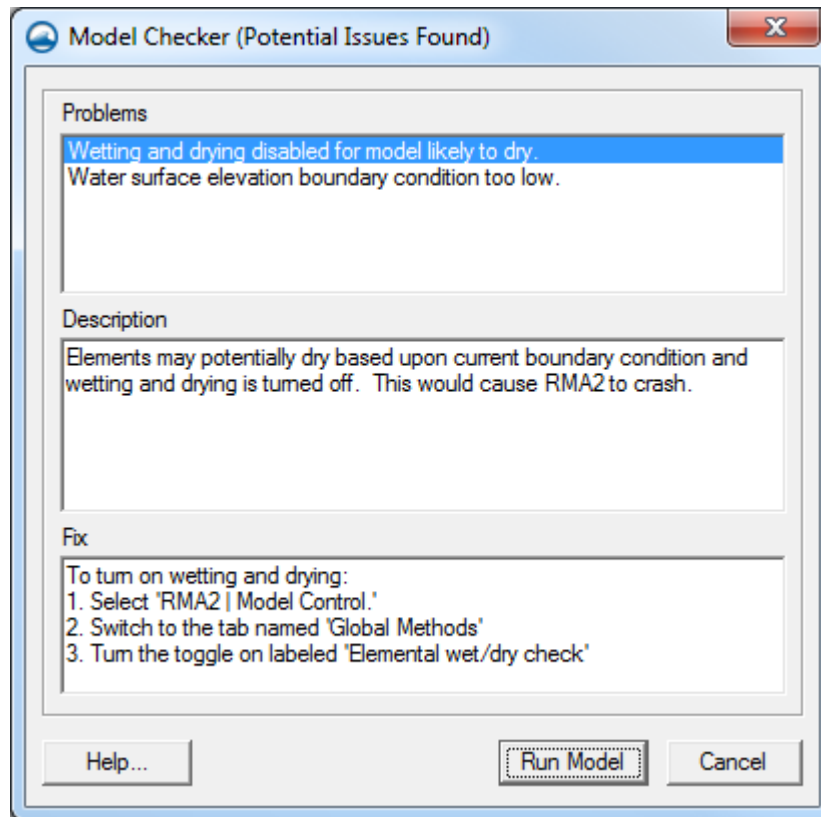 Model Checker (Potential Issues Found)
Problems
Wetting and drying disabled for model likely to dry.
Water surface elevation boundary condition too low.
Description
Elements may potentially dry based upon current boundary condition and
wetting and drying is turned off.  This would cause RMA2 to crash.
Fix
To turn on wetting and drying:
1. Select 'RMA2 | Model Control.'
2. Switch to the tab named 'Global Methods'
3. Turn the toggle on labeled 'Elemental wet/dry check'
Help...
Run Model
Cancel